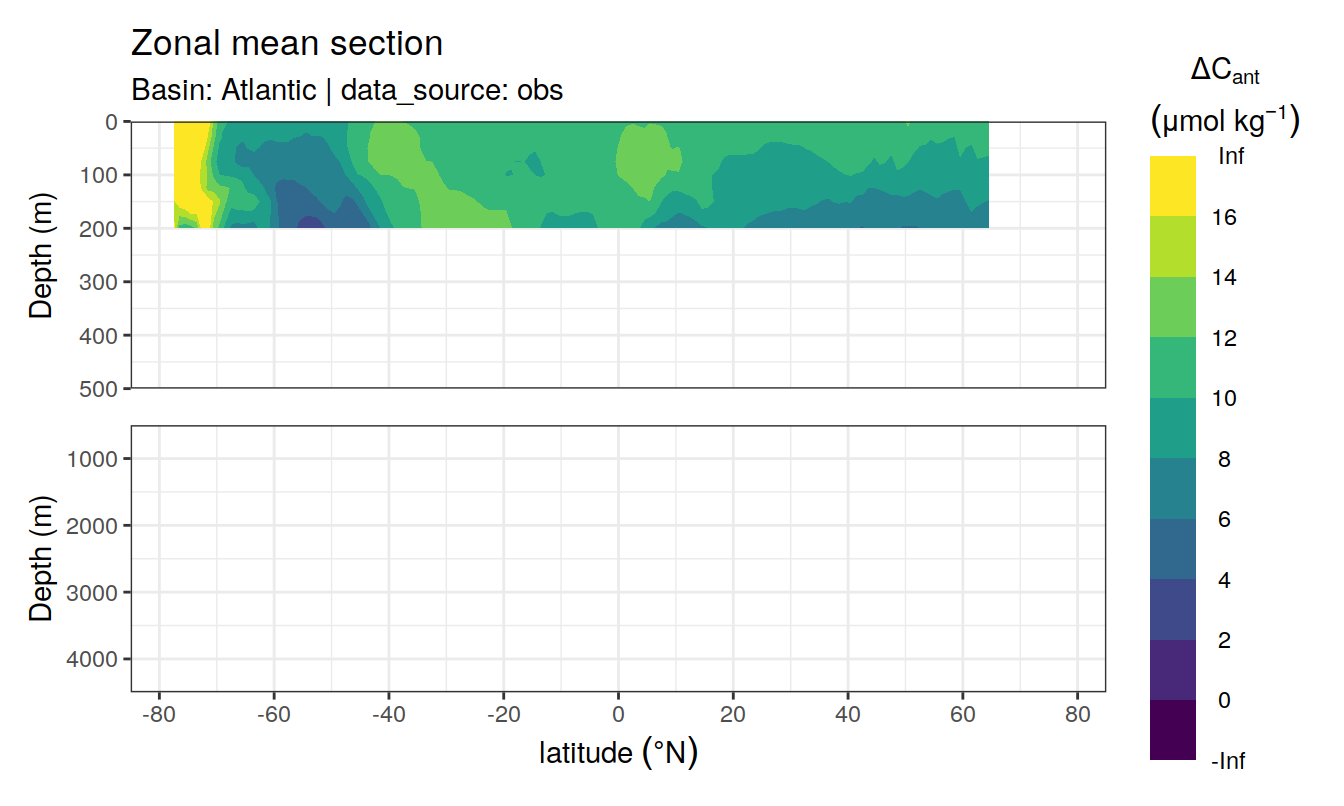 Zonal mean section
Basin: Atlantic | data_source: obs
ΔCant
(μmol kg−1)
Depth (m)
0
100
200
300
400
500
Depth (m)
1000
2000
3000
4000
-80 -60 -40 -20 0 20 40 60 80
latitude (°N)
Inf
16
14
12
10
8
6
4
2
0
-Inf